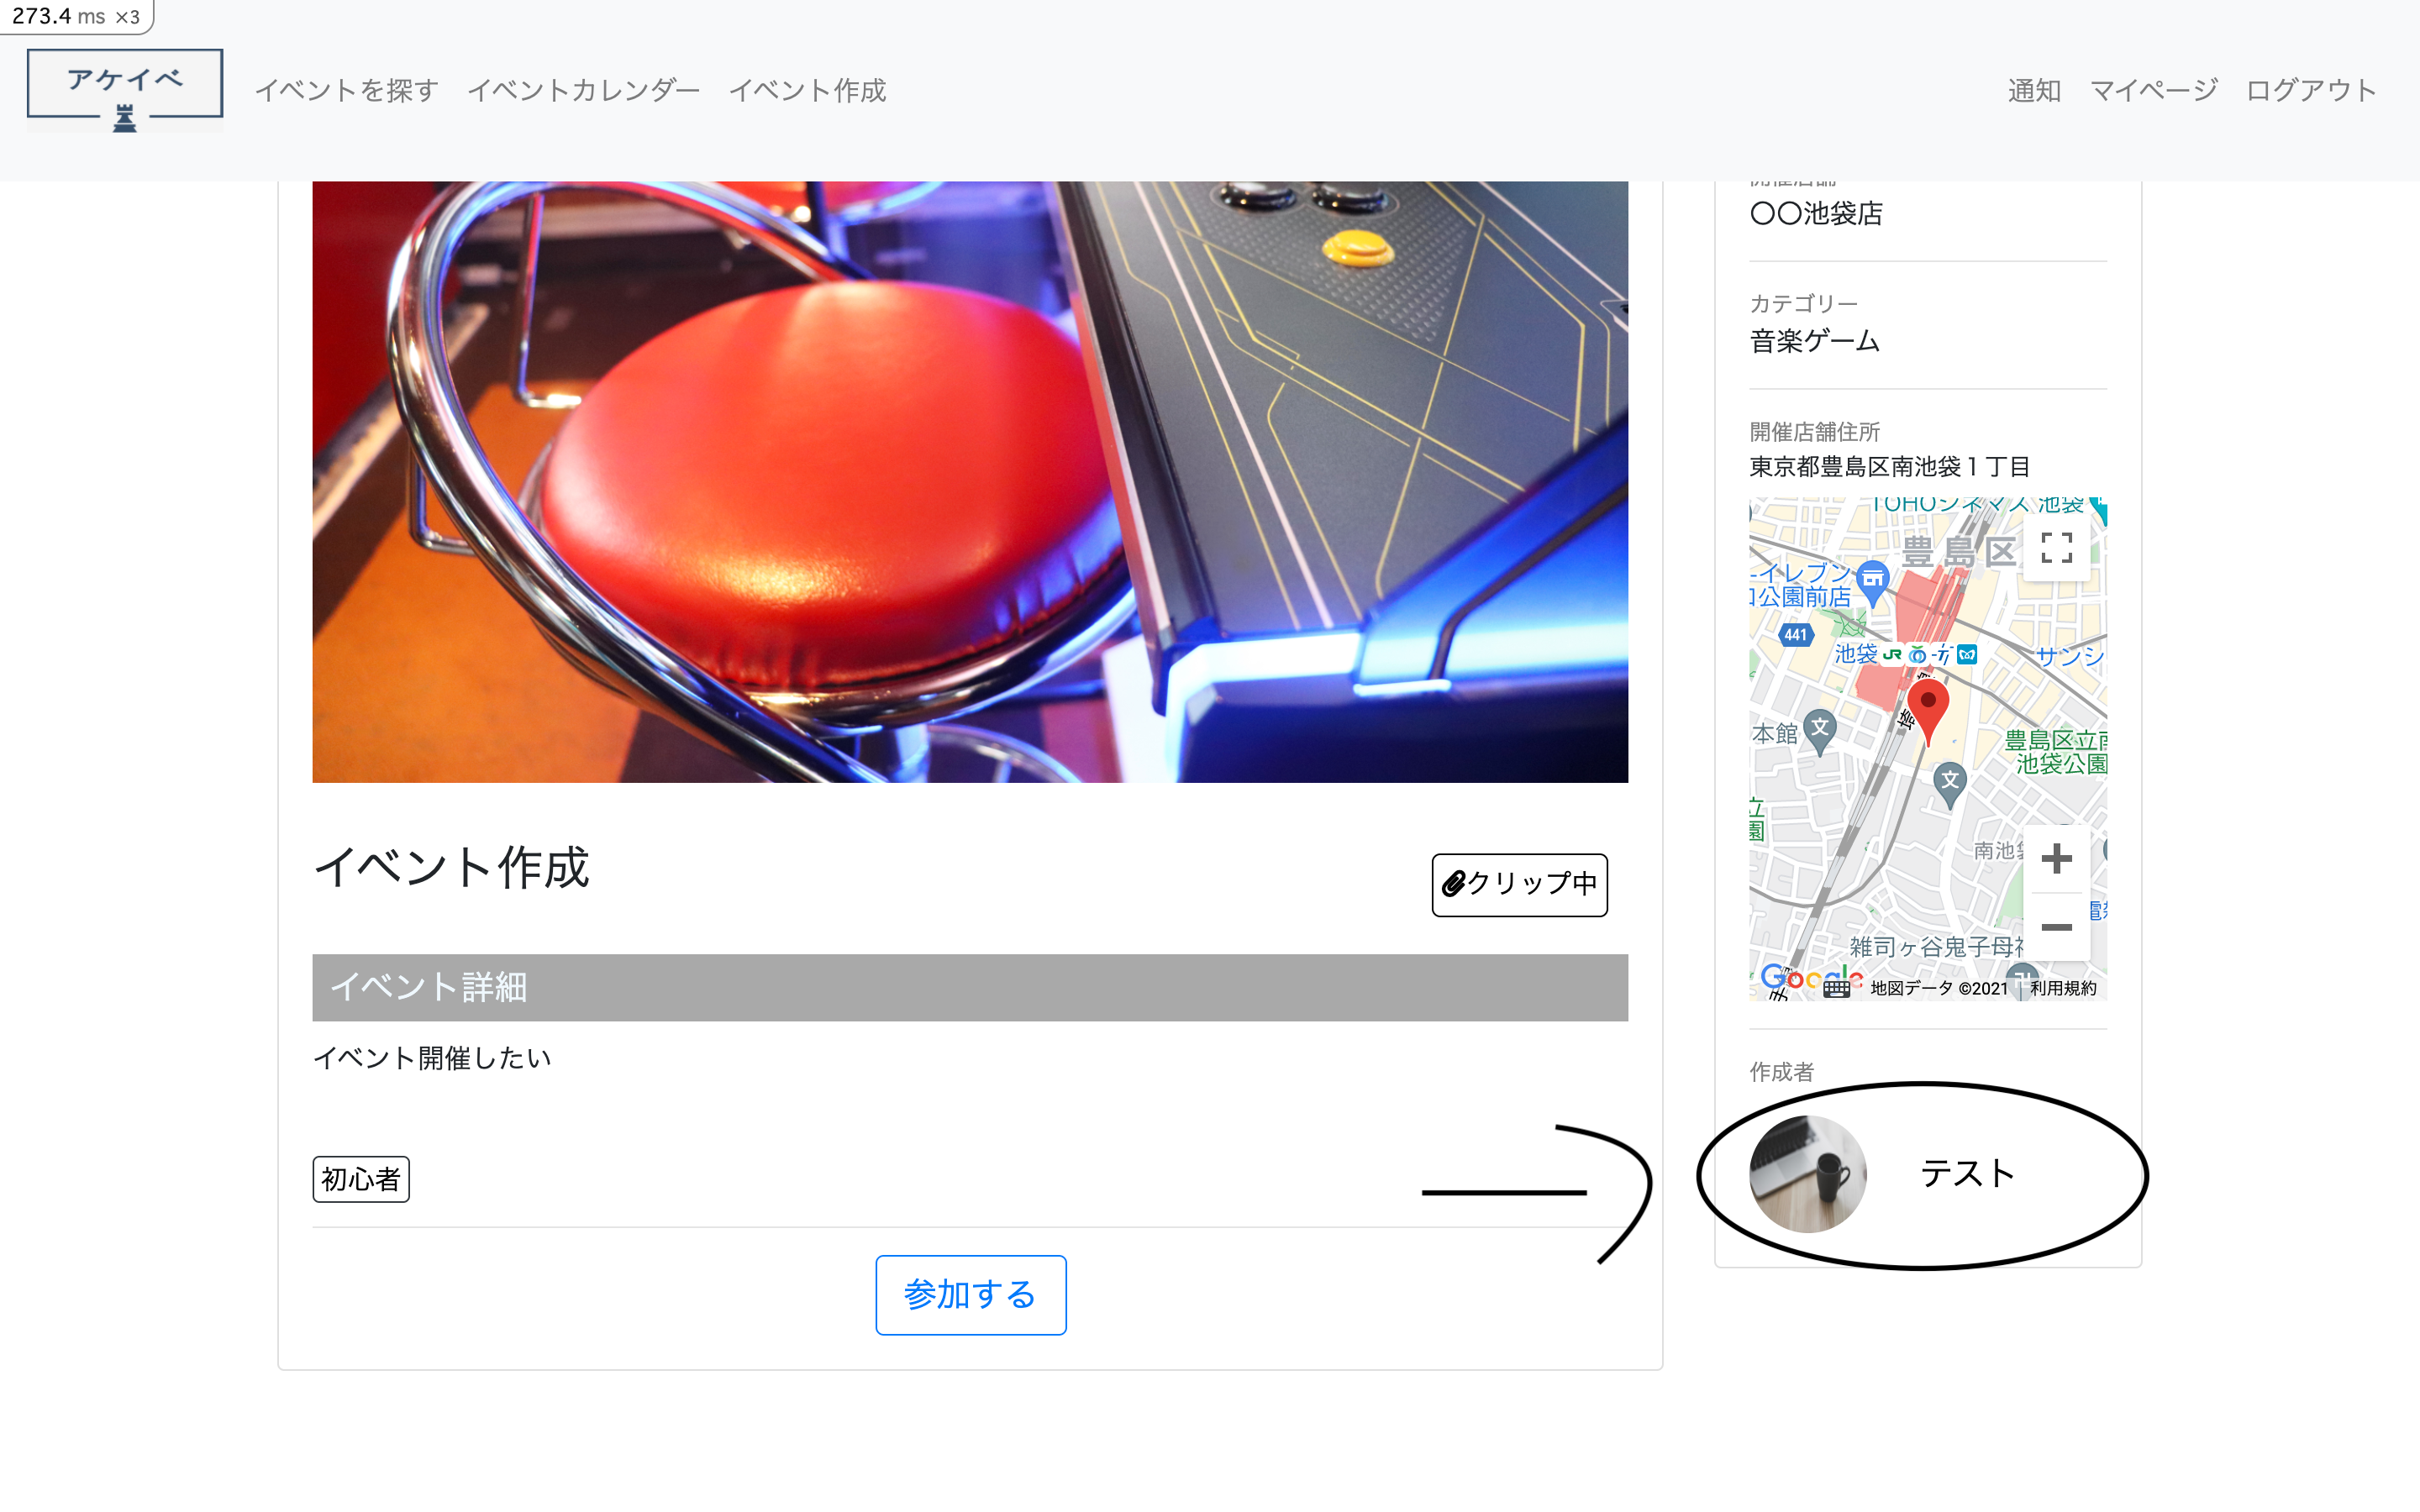 273.4 ms ×3
アケイベ
イベントを探す イベントカレンダー イベント作成
通知 マイページ ログアウト
イベント作成
クリップ中
イベント詳細
イベント開催したい
初心者
参加する
〇〇池袋店
カテゴリー
音楽ゲーム
開催店舗住所
東京都豊島区南池袋1丁目
TOHOシネマズ 池袋
豊島区
-イレブン
口公園前店
441
池袋 JR
サンシ
本館
文
豊島区立南
池袋公園
文
立
園
南池袋
雑司ヶ谷鬼子母神
Google
地図データ ©2021 利用規約
作成者
テスト